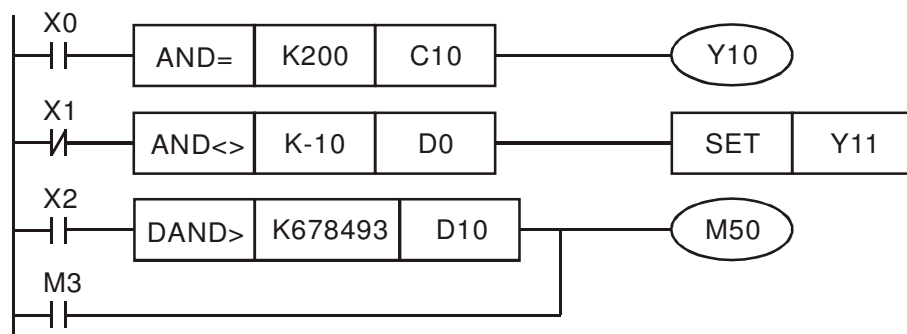 X0
AND= K200 C10 Y10
X1
AND<> K-10 D0 SET Y11
X2
DAND> K678493 D10 M50
M3